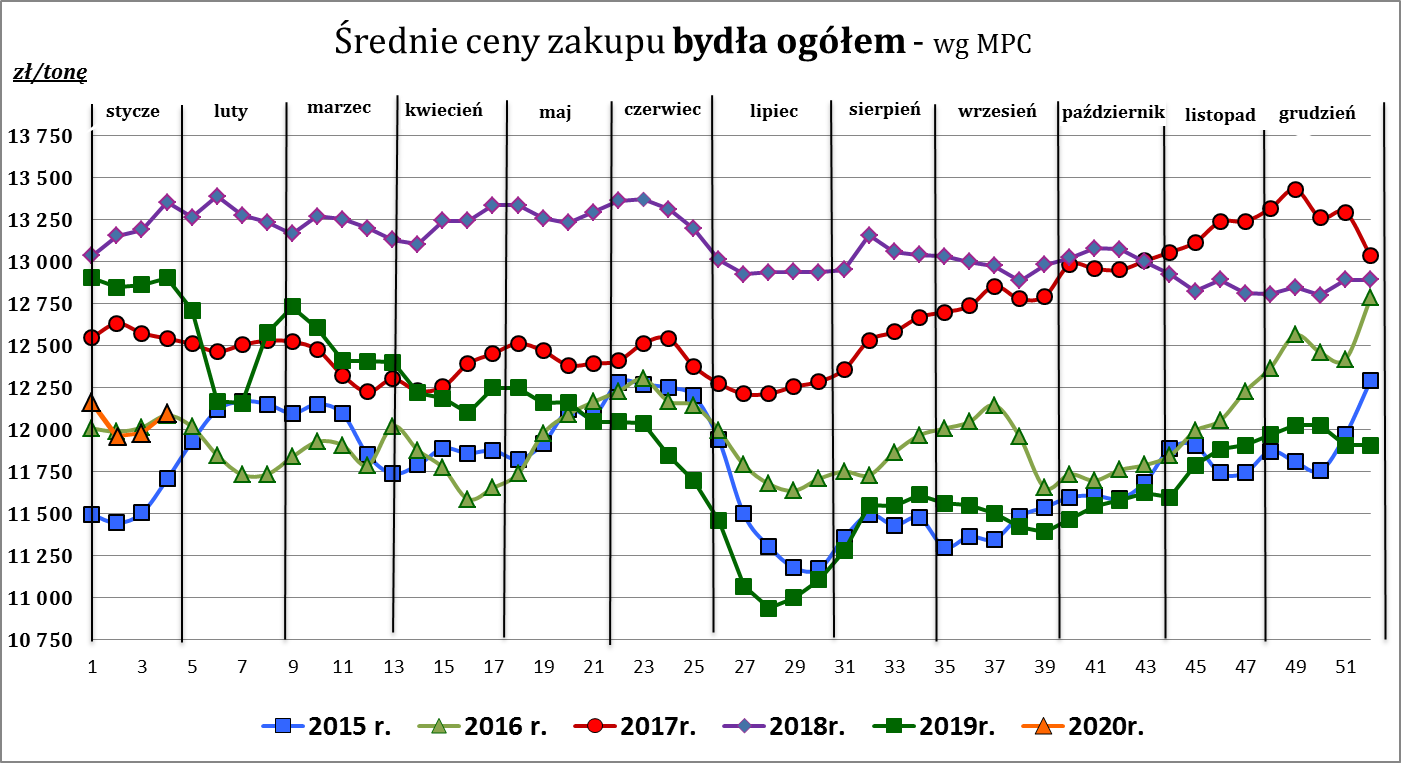 Średnie ceny zakupu bydła ogółem - wg MPC
zł/tonę
stycze luty marzec kwiecień maj czerwiec lipiec sierpień wrzesień październik listopad grudzień
13 750
13 500
13 250
13 000
12 750
12 500
12 250
12 000
11 750
11 500
11 250
11 000
10 750
1 3 5 7 9 11 13 15 17 19 21 23 25 27 29 31 33 35 37 39 41 43 45 47 49 51
2015 r. 2016 r. 2017r. 2018r. 2019r. 2020r.